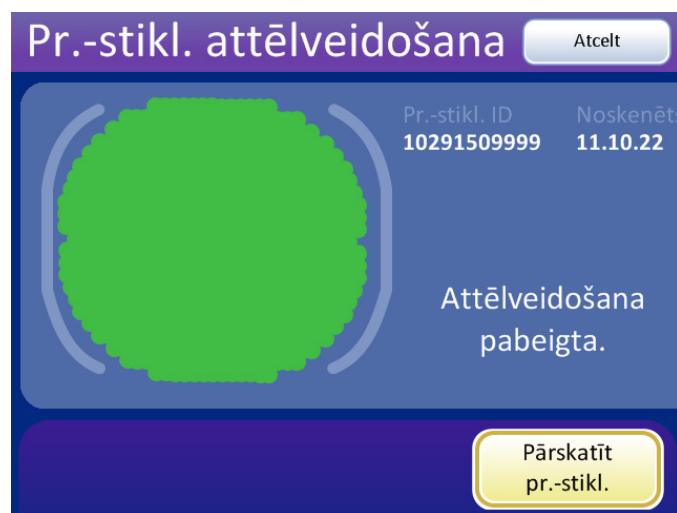 Pr.-stikl. attēlveidošana
Atcelt
Pr.-stikl. ID Noskenēts
10291509999 11.10.22
Attēlveidošana
pabeigta.
Pārskatīt
pr.-stikl.